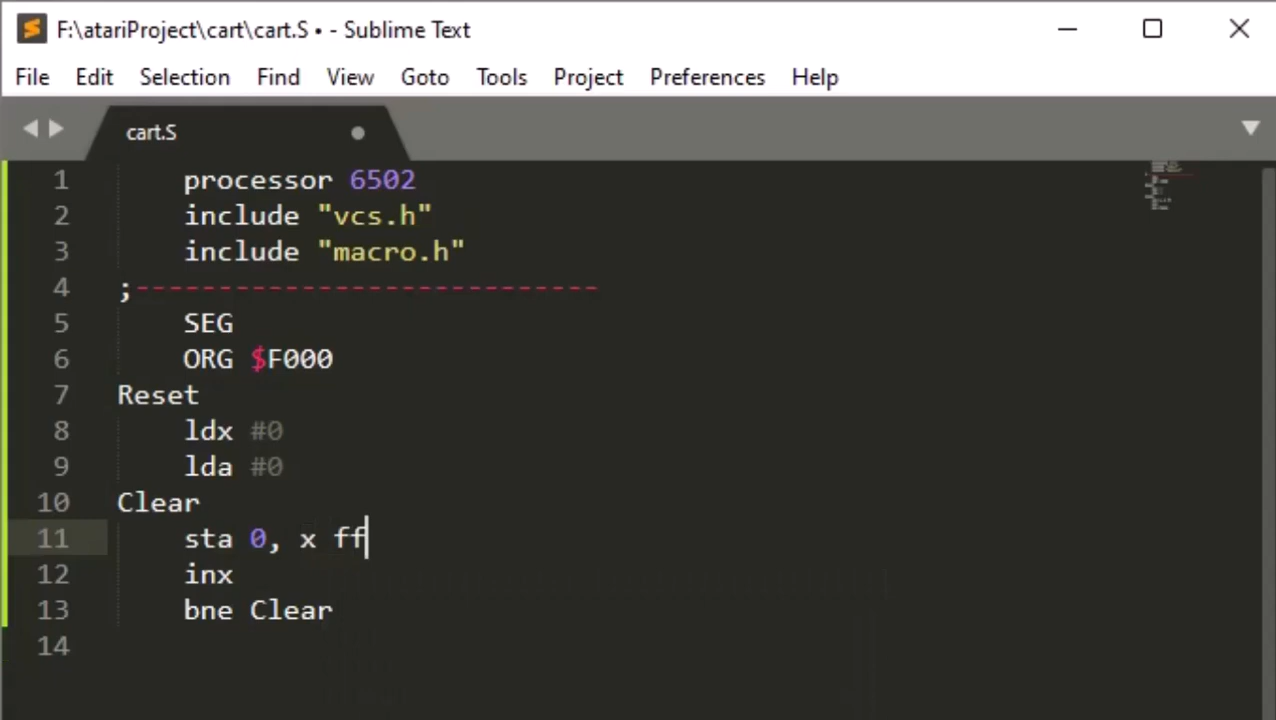 F:\atariProject\cart\cart.S • - Sublime Text
File Edit Selection Find View Goto Tools Project Preferences Help
cart.S
1 processor 6502
2 include "vcs.h"
3 include "macro.h"
4 ;----------------------------
5 SEG
6 ORG $F000
7 Reset
8 ldx #0
9 lda #0
10 Clear
11 sta 0, x ff
12 inx
13 bne Clear
14